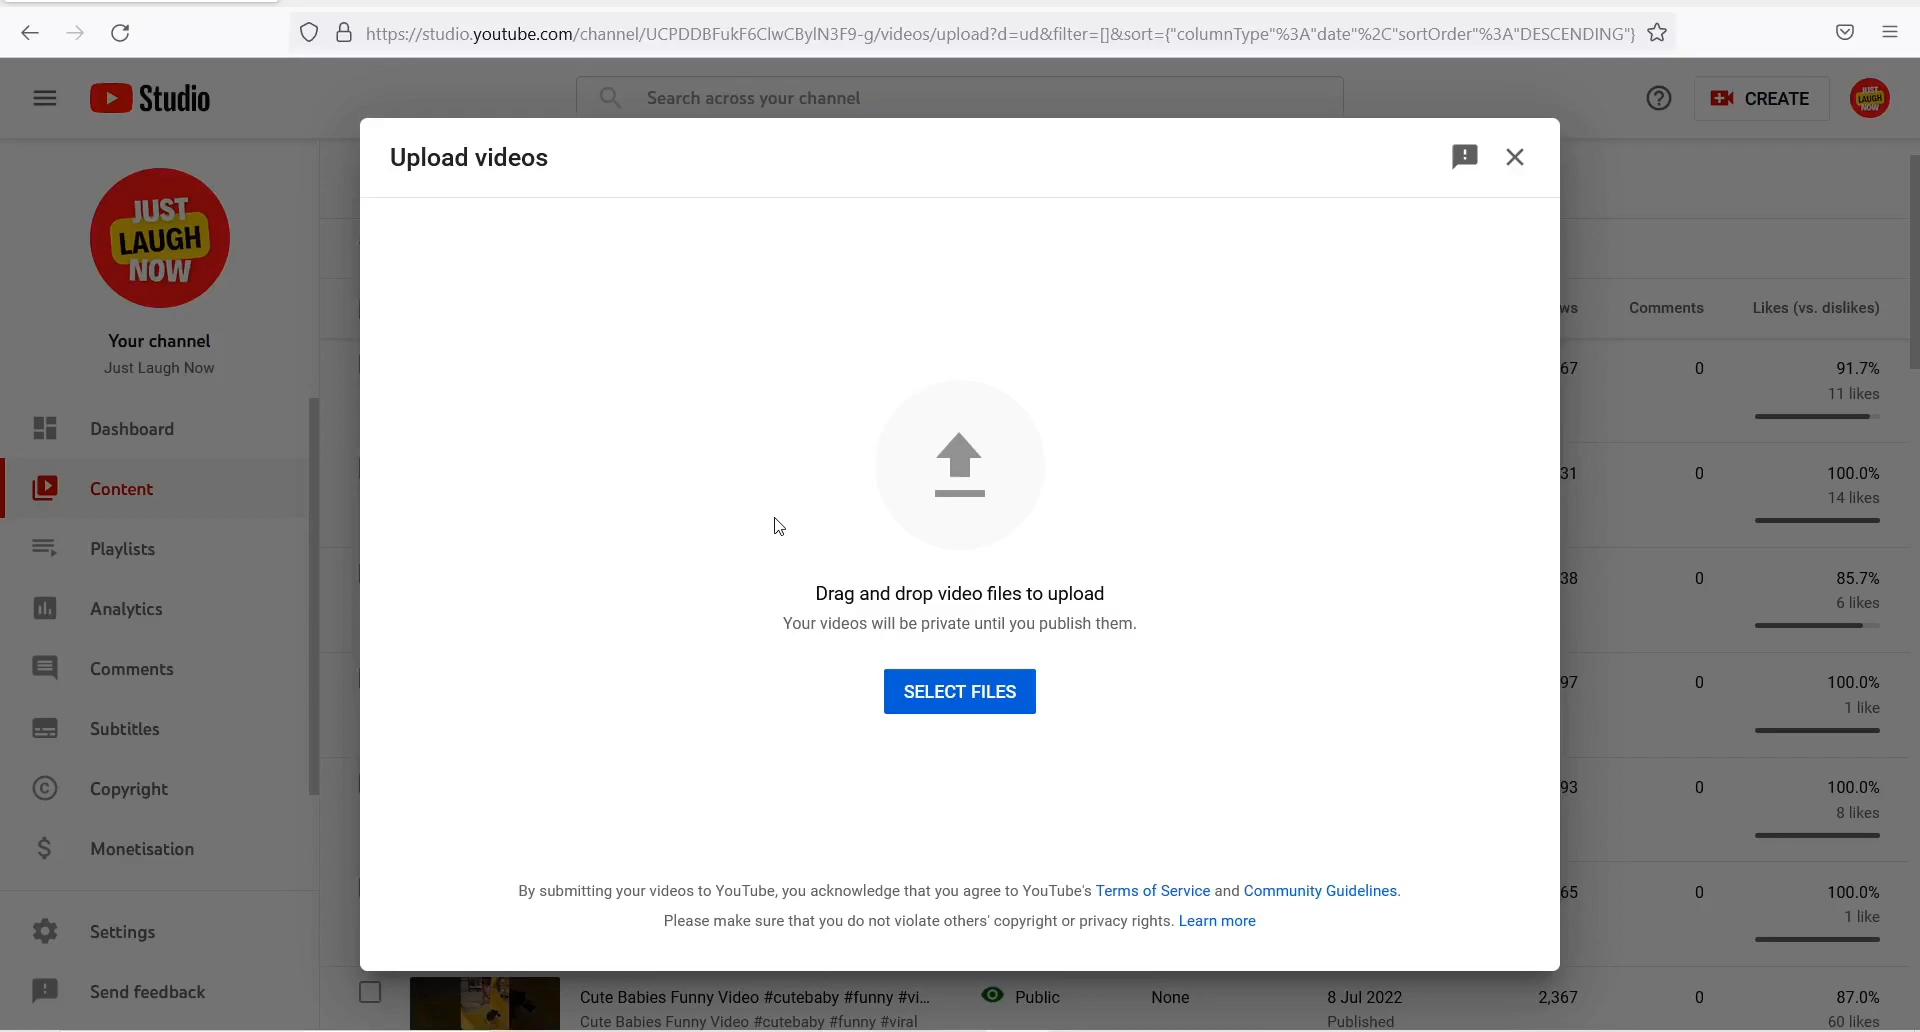 https://studio.youtube.com/channel/UCPDDBFukF6ClwCBylN3F9-g/videos/upload?d=ud&filter=[]&sort={"columnType"%3A"date"%2C"sortOrder"%3A"DESCENDING"}
Studio
Search across your channel
CREATE
JUST
LAUGH
NOW
Upload videos
JUST
LAUGH
NOW
Your channel
Just Laugh Now
Dashboard
Content
Playlists
Analytics
Comments
Subtitles
Copyright
Monetisation
Settings
Send feedback
Drag and drop video files to upload
Your videos will be private until you publish them.
SELECT FILES
By submitting your videos to YouTube, you acknowledge that you agree to YouTube's Terms of Service and Community Guidelines.
Please make sure that you do not violate others' copyright or privacy rights. Learn more
ws Comments Likes (vs. dislikes)
67 0 91.7%
11 likes
31 0 100.0%
14 likes
38 0 85.7%
6 likes
97 0 100.0%
1 like
93 0 100.0%
8 likes
65 0 100.0%
1 like
Cute Babies Funny Video #cutebaby #funny #vi... Public None 8 Jul 2022 2,367 0 87.0%
Cute Babies Funny Video #cutebaby #funny #viral Published 60 likes